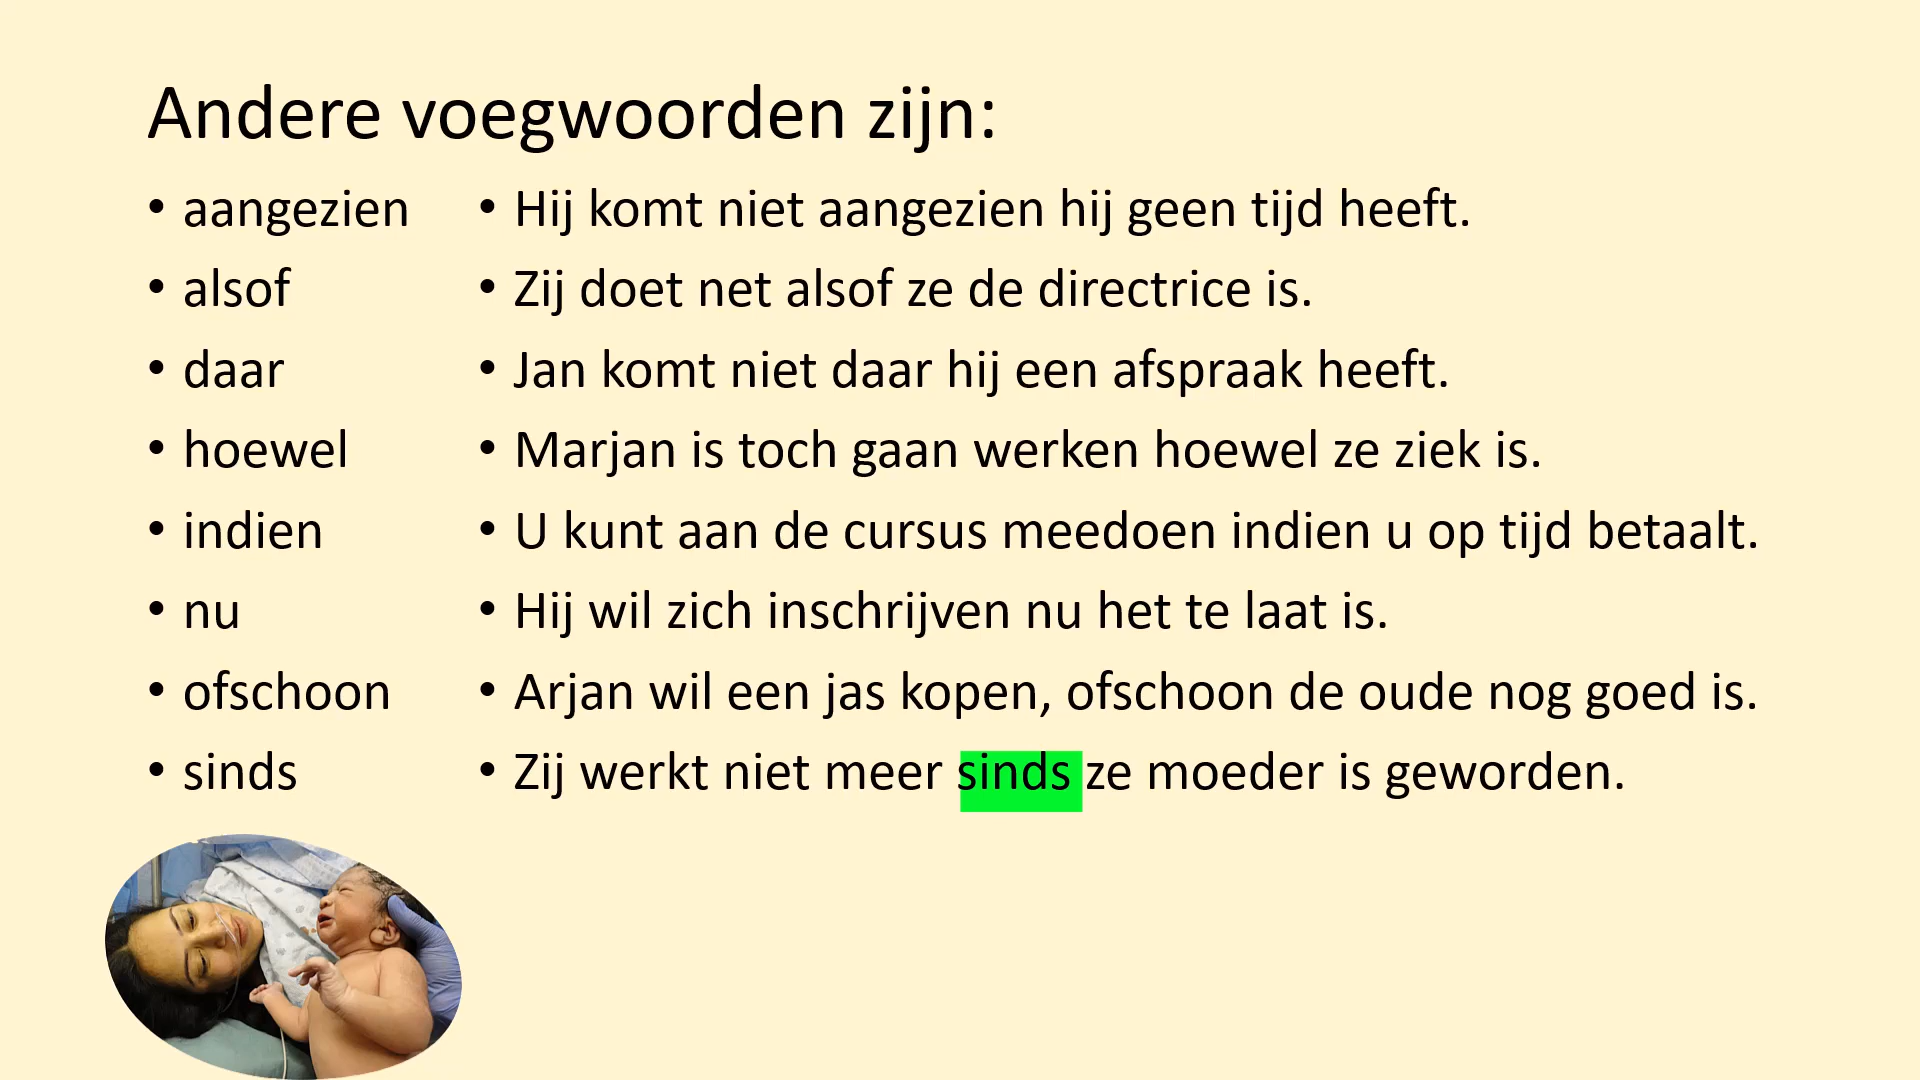 Andere voegwoorden zijn:
• aangezien • Hij komt niet aangezien hij geen tijd heeft.
• alsof • Zij doet net alsof ze de directrice is.
• daar • Jan komt niet daar hij een afspraak heeft.
• hoewel • Marjan is toch gaan werken hoewel ze ziek is.
• indien • U kunt aan de cursus meedoen indien u op tijd betaalt.
• nu • Hij wil zich inschrijven nu het te laat is.
• ofschoon • Arjan wil een jas kopen, ofschoon de oude nog goed is.
• sinds • Zij werkt niet meer sinds ze moeder is geworden.